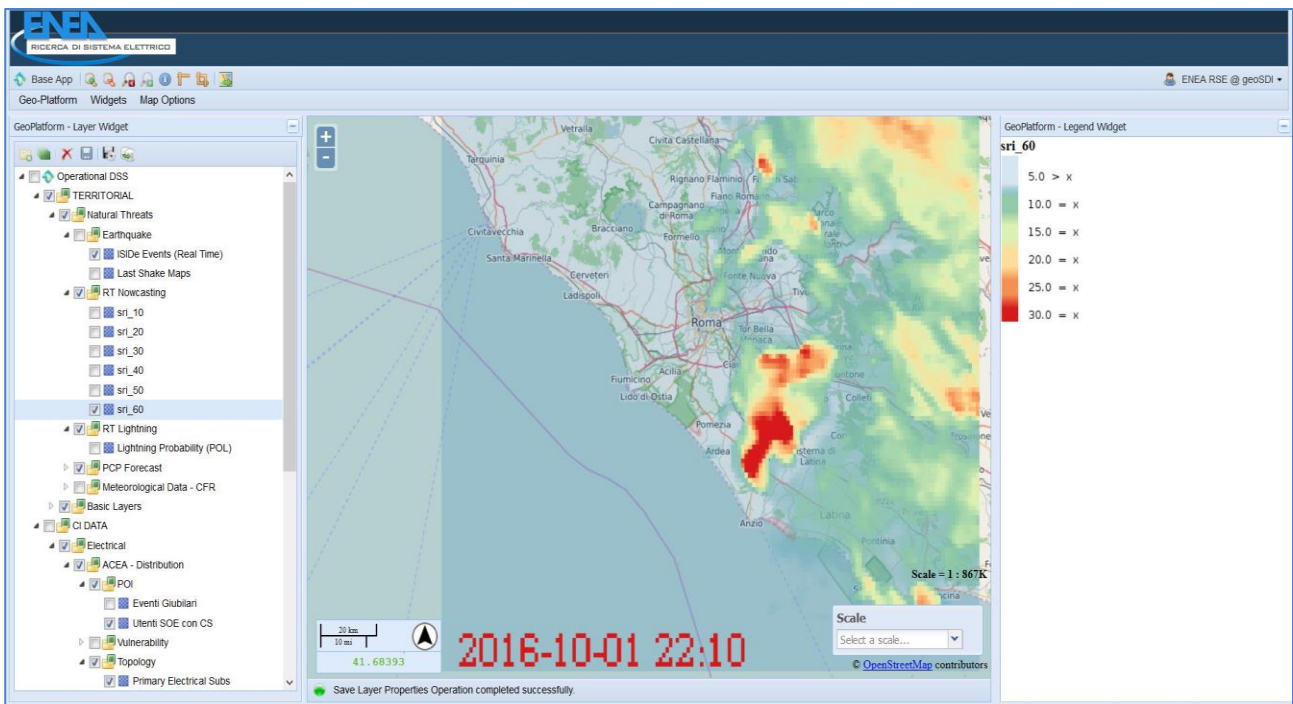 ENEA
RICERCA DI SISTEMA ELETTRICO
Base App
ENEA RSE @ geoSDI
Geo-Platform Widgets Map Options
GeoPlatform - Layer Widget
Operational DSS
TERRITORIAL
Natural Threats
Earthquake
ISIDe Events (Real Time)
Last Shake Maps
RT Nowcasting
sri_10
sri_20
sri_30
sri_40
sri_50
sri_60
RT Lightning
Lightning Probability (POL)
PCP Forecast
Meteorological Data - CFR
Basic Layers
CI DATA
Electrical
ACEA - Distribution
POI
Eventi Giubilari
Utenti SOE con CS
Vulnerability
Topology
Primary Electrical Subs
+
-
Vetralla
Civita Castellana
Tarquinia
Rignano Flaminio
Fiano Romano
Campagnano
di Roma
Bracciano
Formello
Civitavecchia
Santa Marinella
Fonte Nuova
Cerveteri
Ladispoli
Roma
Tor Bella
Monaca
Acilia
Fiumicino
Lido di Ostia
Pomezia
Ardea
Latina
Anzio
Latina
Pontinia
Scale = 1 : 867K
20 km
10 mi
41.68393
2016-10-01 22:10
Scale
Select a scale...
© OpenStreetMap contributors
Save Layer Properties Operation completed successfully.
GeoPlatform - Legend Widget
sri_60
5.0 > x
10.0 = x
15.0 = x
20.0 = x
25.0 = x
30.0 = x